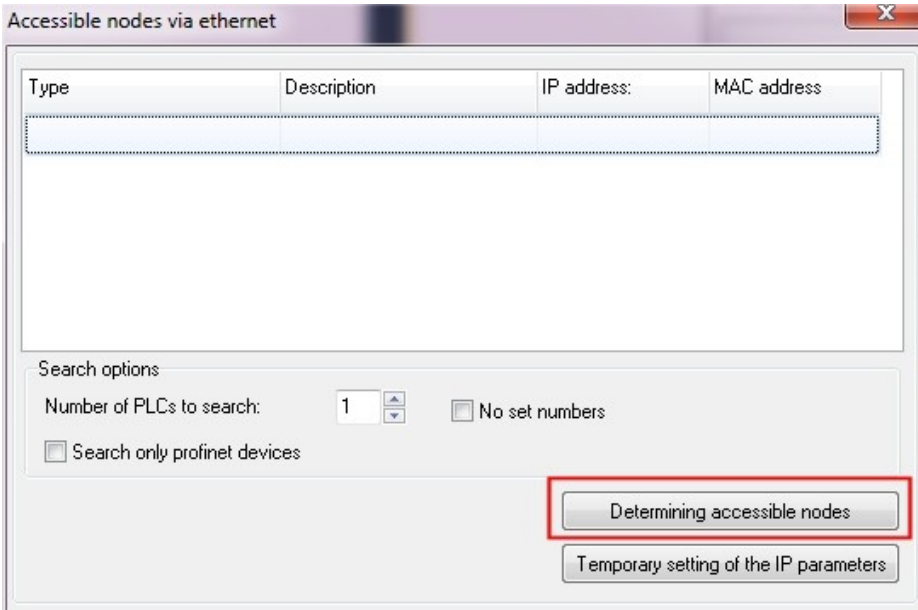 Accessible nodes via ethernet
Type Description IP address: MAC address
Search options
Number of PLCs to search: 1 No set numbers
Search only profinet devices
Determining accessible nodes
Temporary setting of the IP parameters